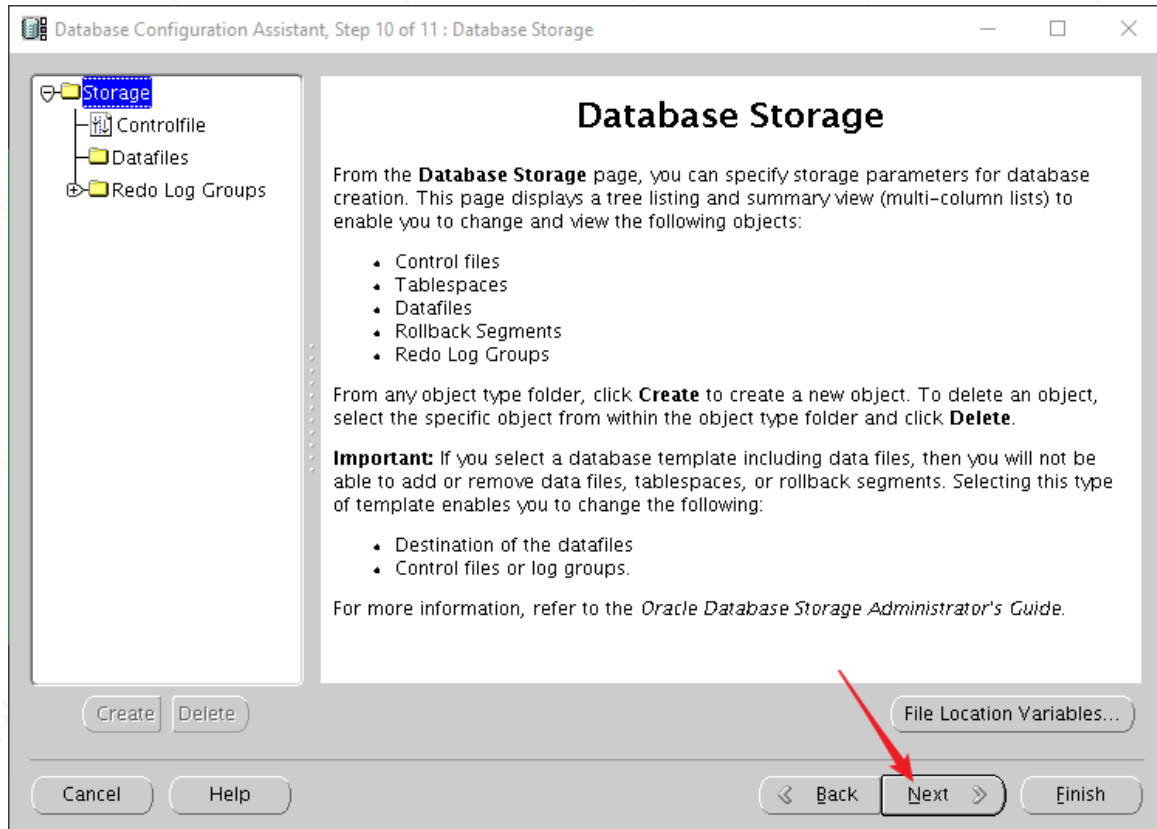 Database Configuration Assistant, Step 10 of 11 : Database Storage
Storage
Controlfile
Datafiles
Redo Log Groups
Database Storage
From the Database Storage page, you can specify storage parameters for database
creation. This page displays a tree listing and summary view (multi-column lists) to
enable you to change and view the following objects:
• Control files
• Tablespaces
• Datafiles
• Rollback Segments
• Redo Log Groups
From any object type folder, click Create to create a new object. To delete an object,
select the specific object from within the object type folder and click Delete.
Important: If you select a database template including data files, then you will not be
able to add or remove data files, tablespaces, or rollback segments. Selecting this type
of template enables you to change the following:
• Destination of the datafiles
• Control files or log groups.
For more information, refer to the Oracle Database Storage Administrator's Guide.
Create Delete File Location Variables...
Cancel Help Back Next Finish